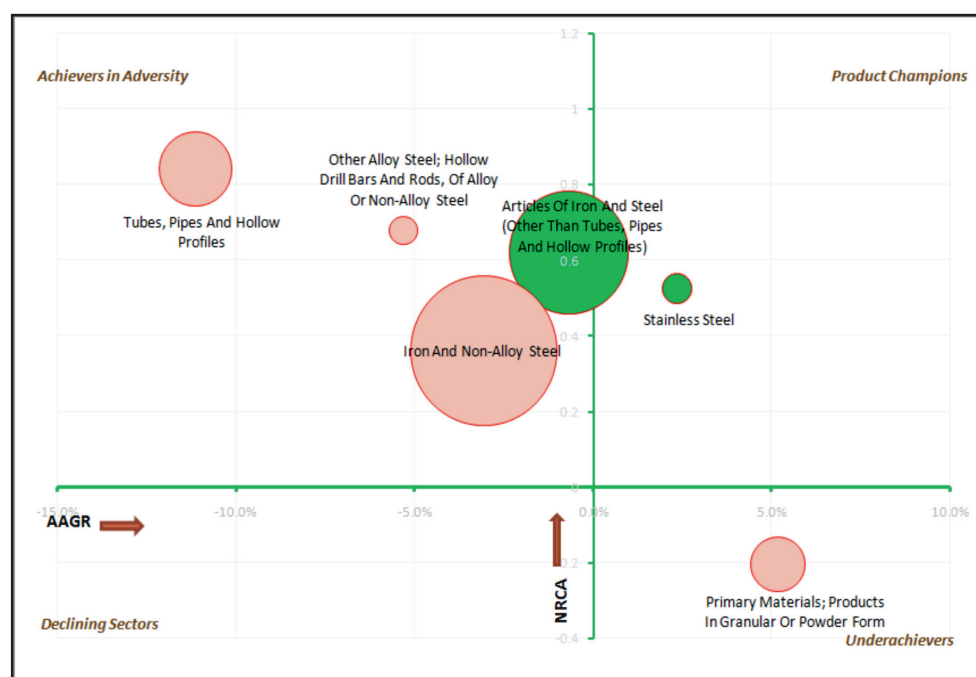 1.2
Achievers in Adversity
Product Champions
1
Other Alloy Steel; Hollow
Drill Bars And Rods, Of Alloy
Or Non-Alloy Steel
0.8
Tubes, Pipes And Hollow
Profiles
Articles Of Iron And Steel
(Other Than Tubes, Pipes
And Hollow Profiles)
0.6
Stainless Steel
0.4
Iron And Non-Alloy Steel
0.2
0
-15.0%
-10.0%
-5.0%
0.0%
5.0%
10.0%
AAGR
NRCA
-0.2
Primary Materials; Products
In Granular Or Powder Form
Declining Sectors
-0.4
Underachievers